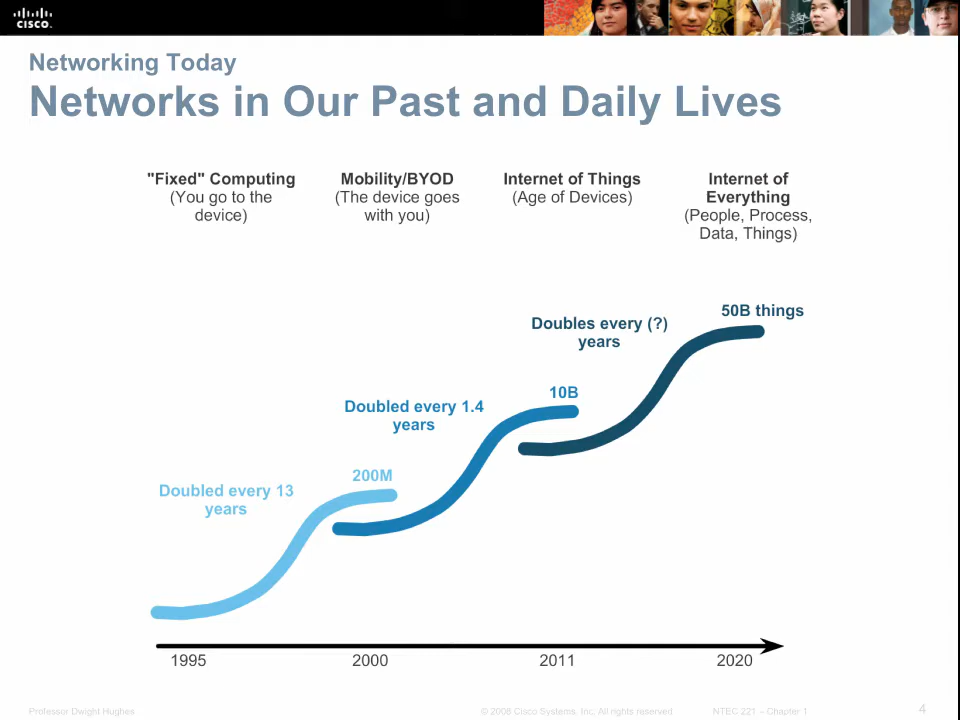 CISCO.
Networking Today
Networks in Our Past and Daily Lives
"Fixed" Computing
(You go to the
device)
Mobility/BYOD
(The device goes
with you)
Internet of Things
(Age of Devices)
Internet of
Everything
(People, Process,
Data, Things)
50B things
Doubles every (?)
years
10B
Doubled every 1.4
years
200M
Doubled every 13
years
1995 2000 2011 2020
Professor Dwight Hughes © 2008 Cisco Systems, Inc. All rights reserved NTEC 221 – Chapter 1 4